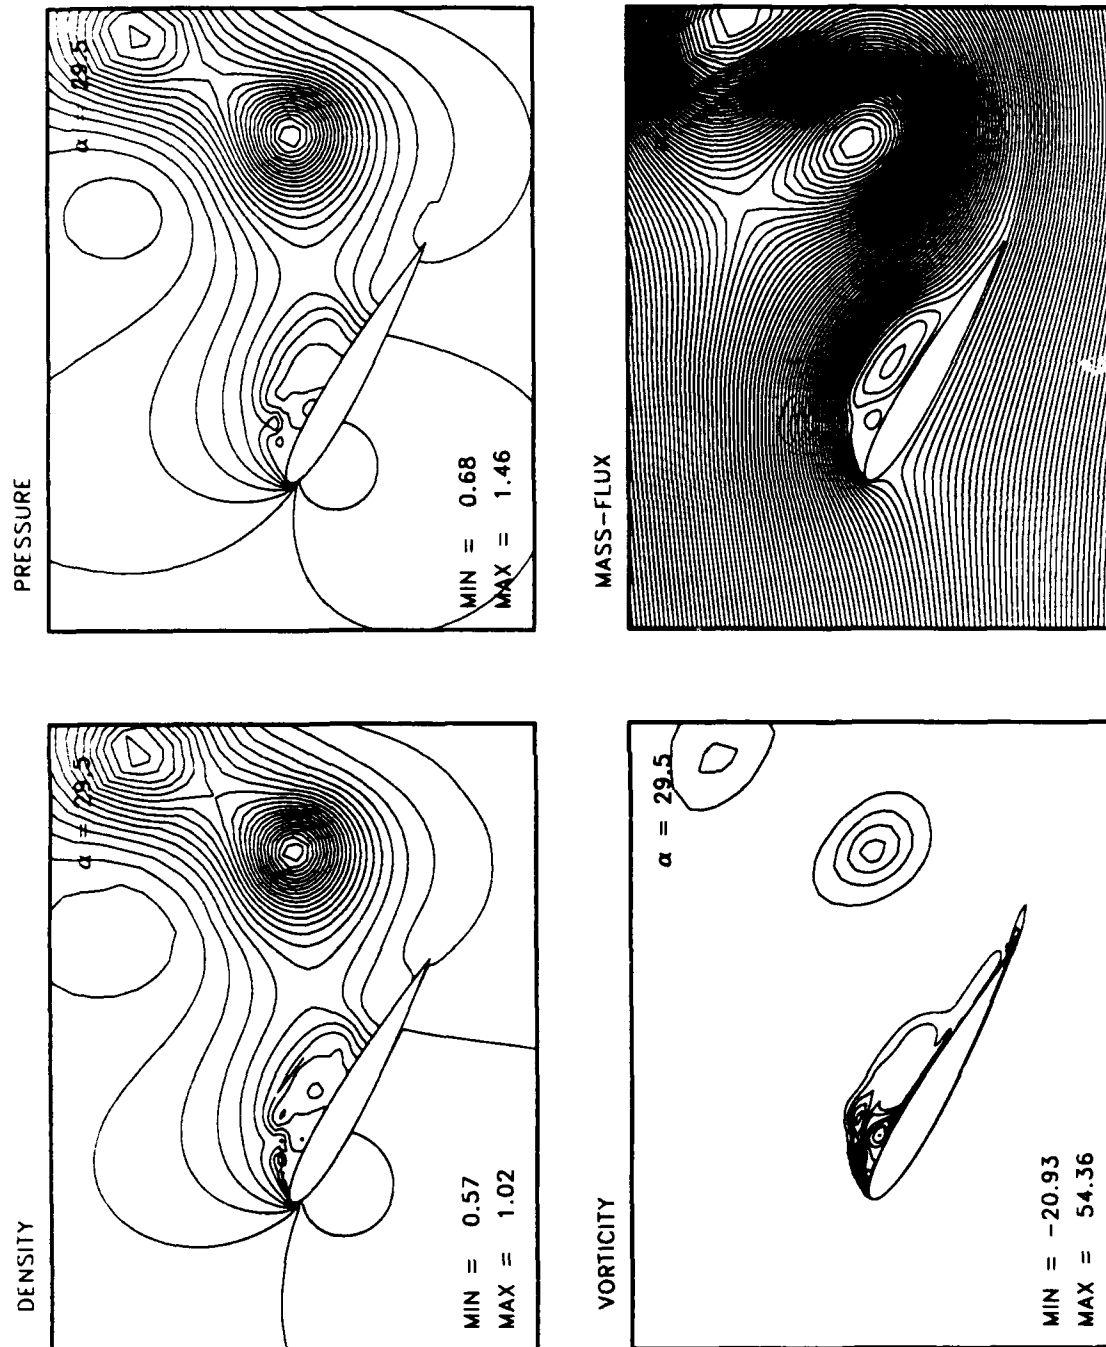 PRESSURE
α = 29.5
MIN = 0.68
MAX = 1.46
MASS-FLUX
DENSITY
α = 29.5
MIN = 0.57
MAX = 1.02
VORTICITY
α = 29.5
MIN = -20.93
MAX = 54.36